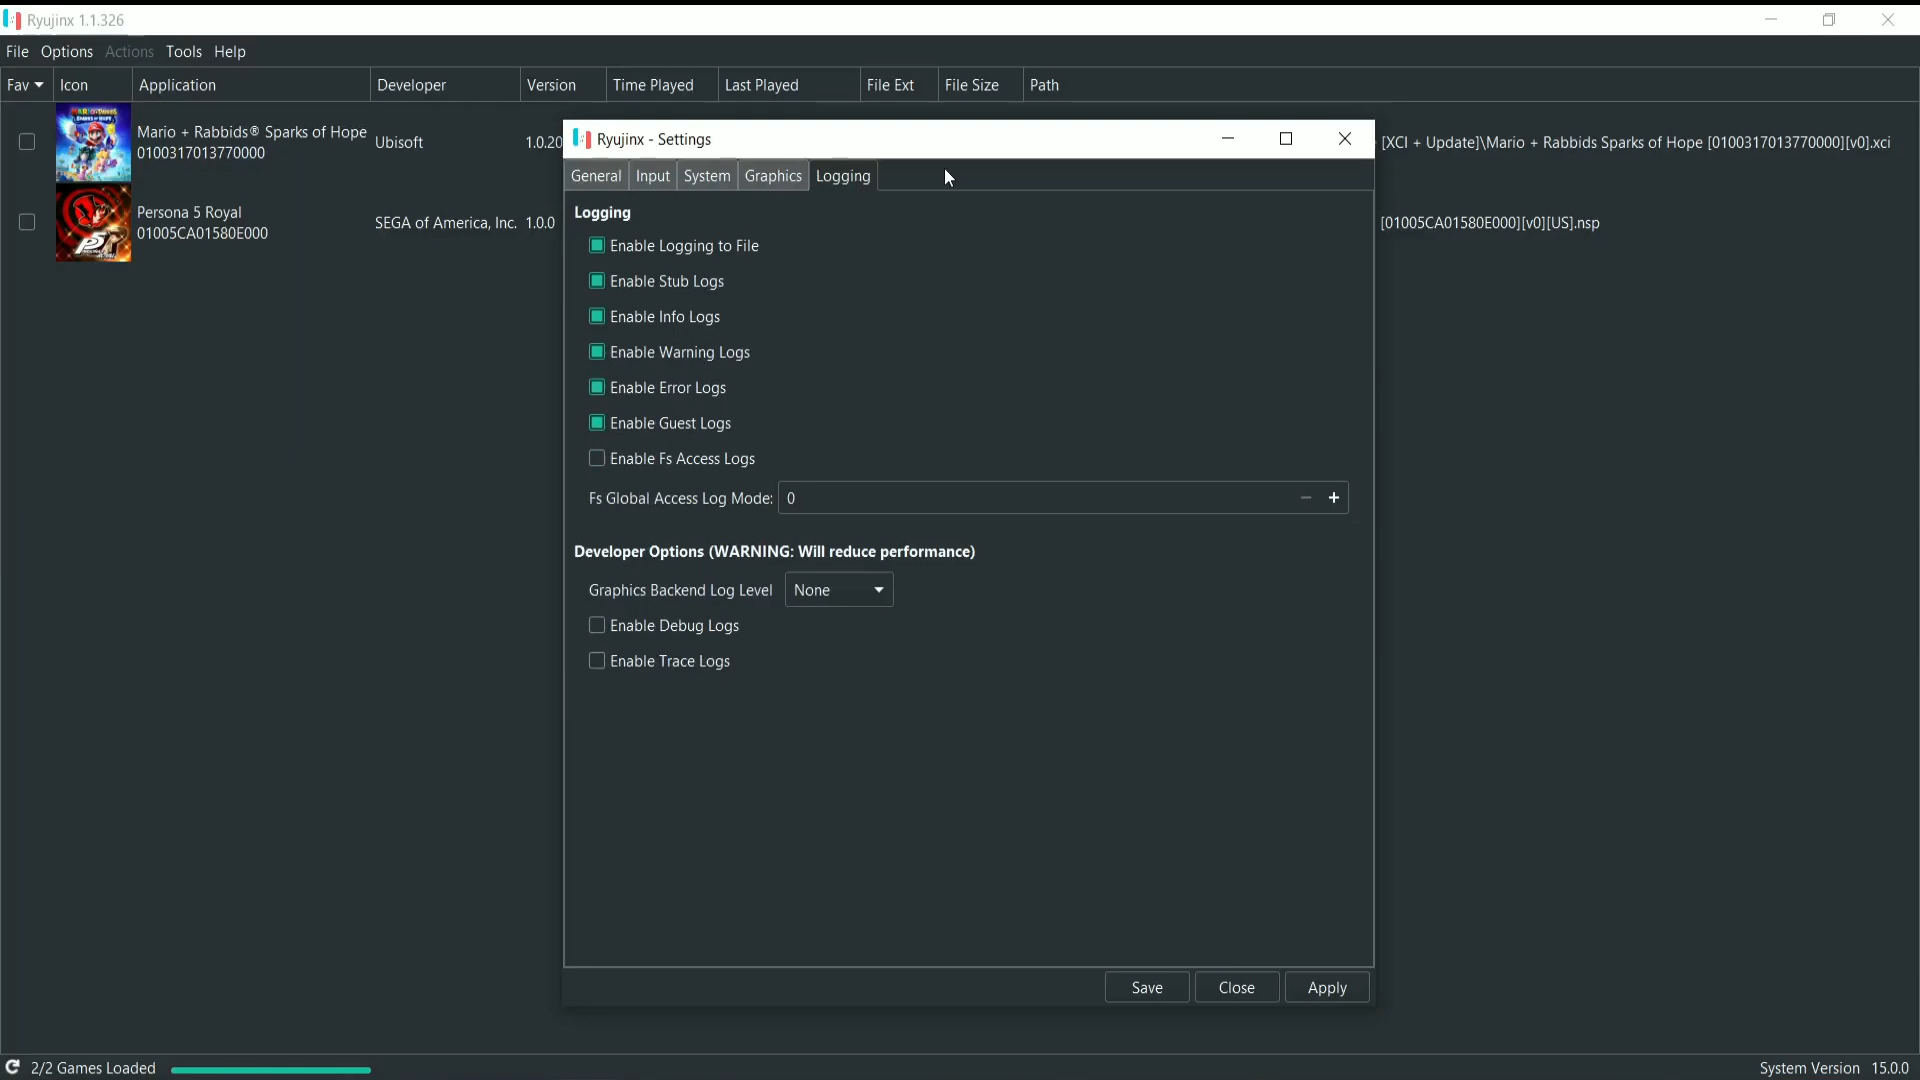 Ryujinx 1.1.326
File Options Actions Tools Help
Fav Icon Application Developer Version Time Played Last Played File Ext File Size Path
Mario + Rabbids® Sparks of Hope
0100317013770000
Ubisoft
1.0.20
[XCI + Update]\Mario + Rabbids Sparks of Hope [0100317013770000][v0].xci
Persona 5 Royal
01005CA01580E000
SEGA of America, Inc. 1.0.0
[01005CA01580E000][v0][US].nsp
Ryujinx - Settings
General Input System Graphics Logging
Logging
Enable Logging to File
Enable Stub Logs
Enable Info Logs
Enable Warning Logs
Enable Error Logs
Enable Guest Logs
Enable Fs Access Logs
Fs Global Access Log Mode: 0
Developer Options (WARNING: Will reduce performance)
Graphics Backend Log Level None
Enable Debug Logs
Enable Trace Logs
Save Close Apply
2/2 Games Loaded
System Version 15.0.0